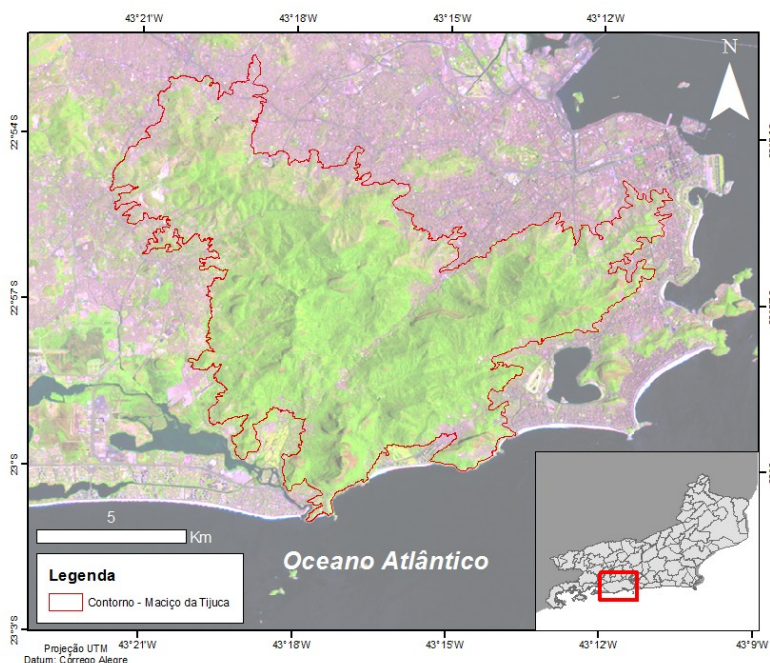 43°21'W 43°18'W 43°15'W 43°12'W
N
22°54'S
22°57'S
23°S
5
Km
Oceano Atlântico
Legenda
Contorno - Maciço da Tijuca
23°3'S
43°21'W 43°18'W 43°15'W 43°12'W 43°9'W
Projeção UTM
Datum: Córrego Alegre